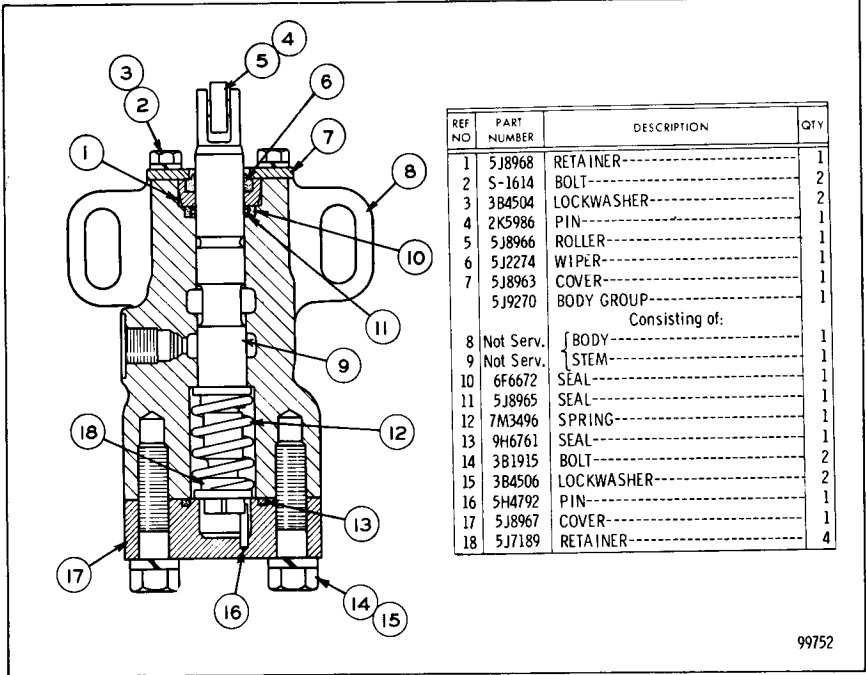 3
2
4
5
6
7
1
8
10
11
9
12
18
13
17
16
14
15
REF NO PART NUMBER DESCRIPTION QTY
1 5J8968 RETAINER 1
2 S-1614 BOLT 2
3 3B4504 LOCKWASHER 2
4 2K5986 PIN 1
5 5J8966 ROLLER 1
6 5J2274 WIPER 1
7 5J8963 COVER 1
5J9270 BODY GROUP 1
Consisting of:
8 Not Serv. BODY 1
9 Not Serv. STEM 1
10 6F6672 SEAL 1
11 5J8965 SEAL 1
12 7M3496 SPRING 1
13 9H6761 SEAL 1
14 3B1915 BOLT 2
15 3B4506 LOCKWASHER 2
16 5H4792 PIN 1
17 5J8967 COVER 1
18 5J7189 RETAINER 4
99752